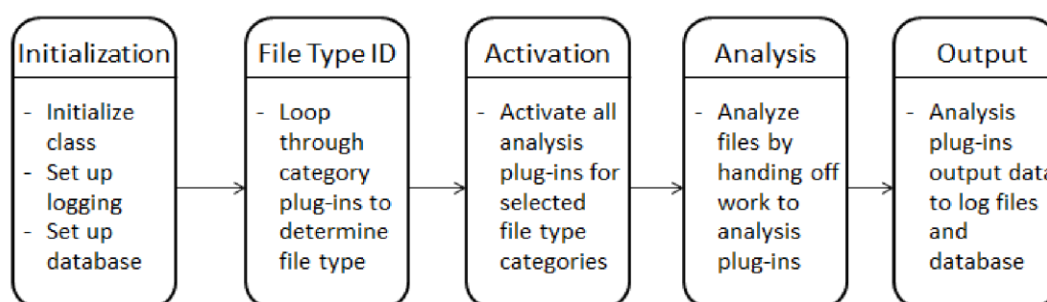 Initialization
- Initialize
class
- Set up
logging
- Set up
database
File Type ID
- Loop
through
category
plug-ins to
determine
file type
Activation
- Activate all
analysis
plug-ins for
selected
file type
categories
Analysis
- Analyze
files by
handing off
work to
analysis
plug-ins
Output
- Analysis
plug-ins
output data
to log files
and
database